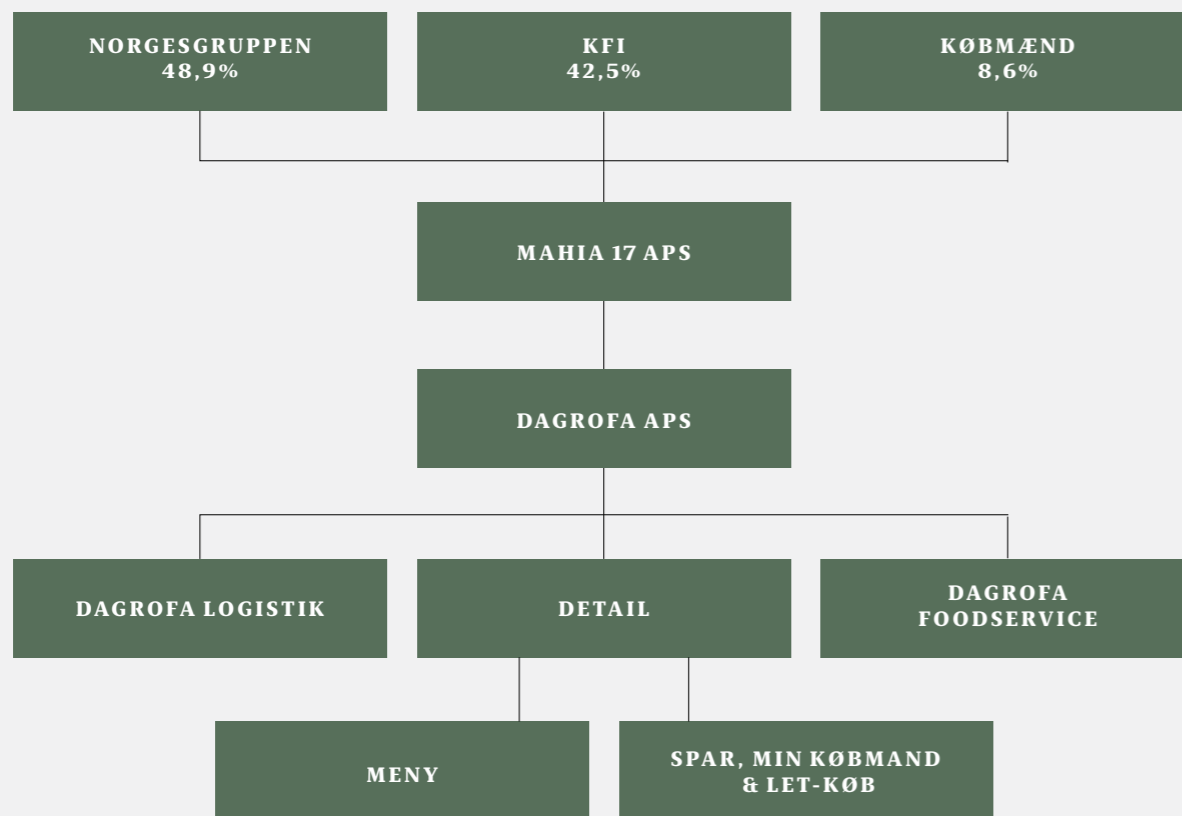 NORGESGRUPPEN
48,9%
KFI
42,5%
KØBMÆND
8,6%
MAHIA 17 APS
DAGROFA APS
DAGROFA LOGISTIK
DETAIL
DAGROFA
FOODSERVICE
MENY
SPAR, MIN KØBMAND
& LET-KØB